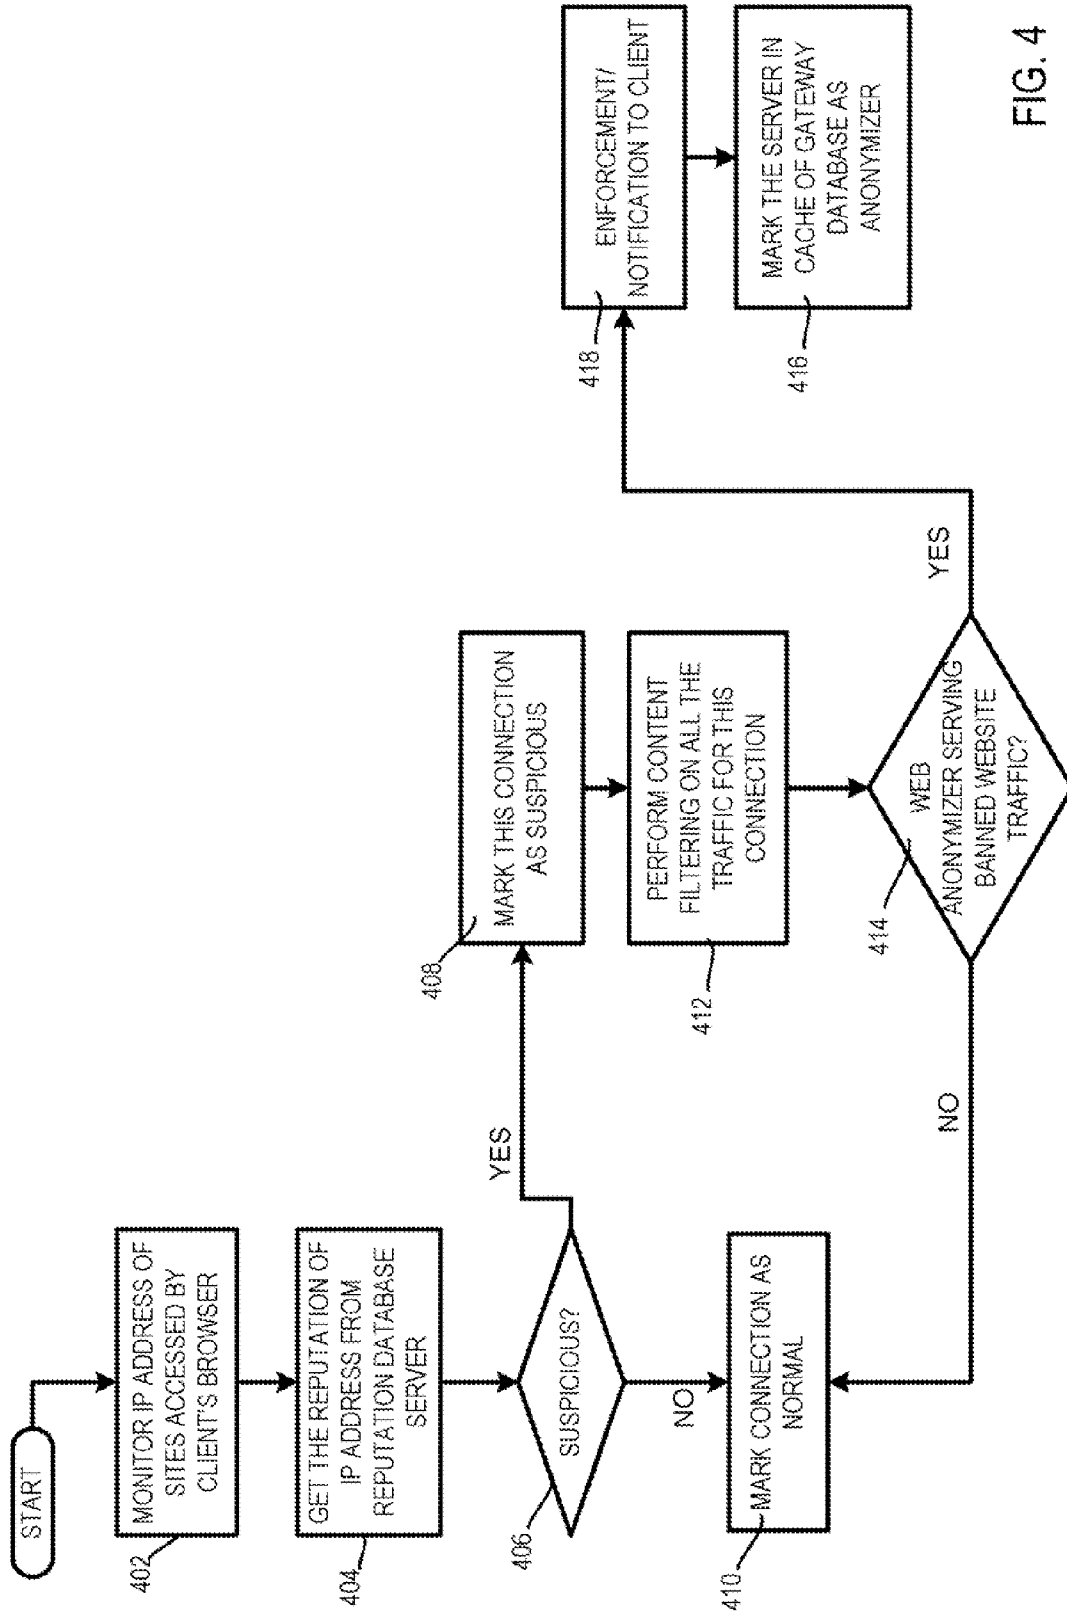 START
MONITOR IP ADDRESS OF
SITES ACCESSED BY
CLIENT'S BROWSER
402
GET THE REPUTATION OF
IP ADDRESS FROM
REPUTATION DATABASE
SERVER
404
SUSPICIOUS?
406
YES
NO
MARK THIS CONNECTION
AS SUSPICIOUS
408
MARK CONNECTION AS
NORMAL
410
PERFORM CONTENT
FILTERING ON ALL THE
TRAFFIC FOR THIS
CONNECTION
412
WEB
ANONYMIZER SERVING
BANNED WEBSITE
TRAFFIC?
414
NO
YES
ENFORCEMENT/
NOTIFICATION TO CLIENT
418
MARK THE SERVER IN
CACHE OF GATEWAY
DATABASE AS
ANONYMIZER
416
FIG. 4